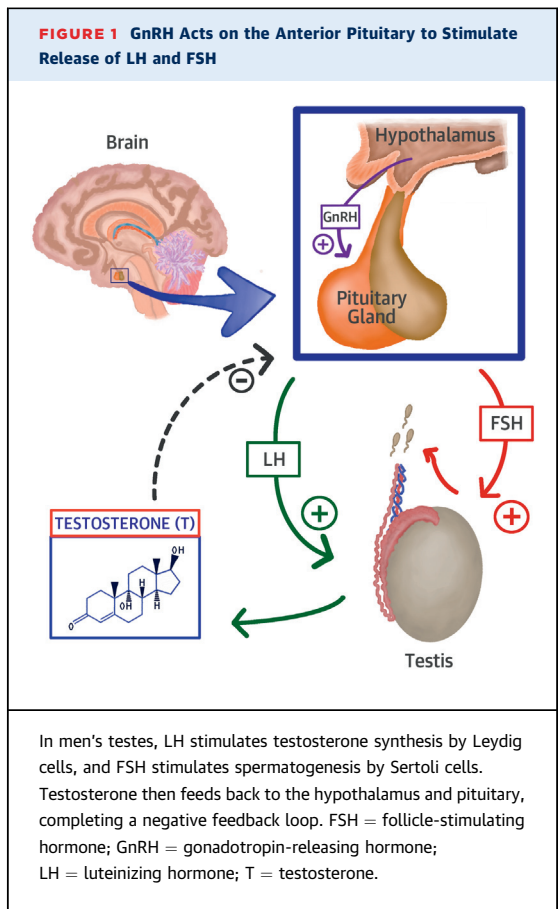 FIGURE 1 GnRH Acts on the Anterior Pituitary to Stimulate
Release of LH and FSH
Brain
Hypothalamus
GnRH
+
Pituitary
Gland
−
LH
+
FSH
+
TESTOSTERONE (T)
OH
H
OH
H
H
O
Testis
In men's testes, LH stimulates testosterone synthesis by Leydig
cells, and FSH stimulates spermatogenesis by Sertoli cells.
Testosterone then feeds back to the hypothalamus and pituitary,
completing a negative feedback loop. FSH = follicle-stimulating
hormone; GnRH = gonadotropin-releasing hormone;
LH = luteinizing hormone; T = testosterone.